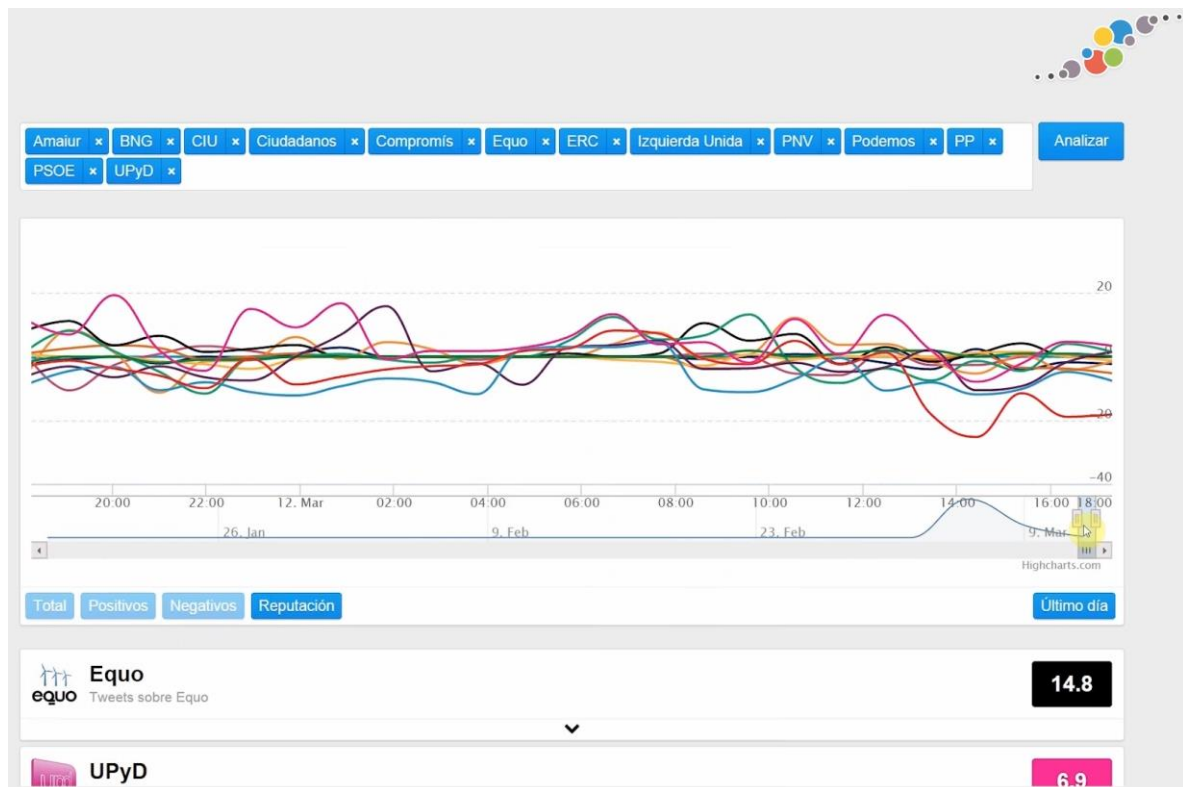 Amaiur × BNG × CIU × Ciudadanos × Compromís × Equo × ERC × Izquierda Unida × PNV × Podemos × PP ×
Analizar
PSOE × UPyD ×
20
-20
-40
20:00 22:00 12. Mar 02:00 04:00 06:00 08:00 10:00 12:00 14:00 16:00 18:00
26. Jan 9. Feb 23. Feb 9. Mar
Highcharts.com
Total Positivos Negativos Reputación Último día
Equo
14.8
equo Tweets sobre Equo
UPyD
6.9